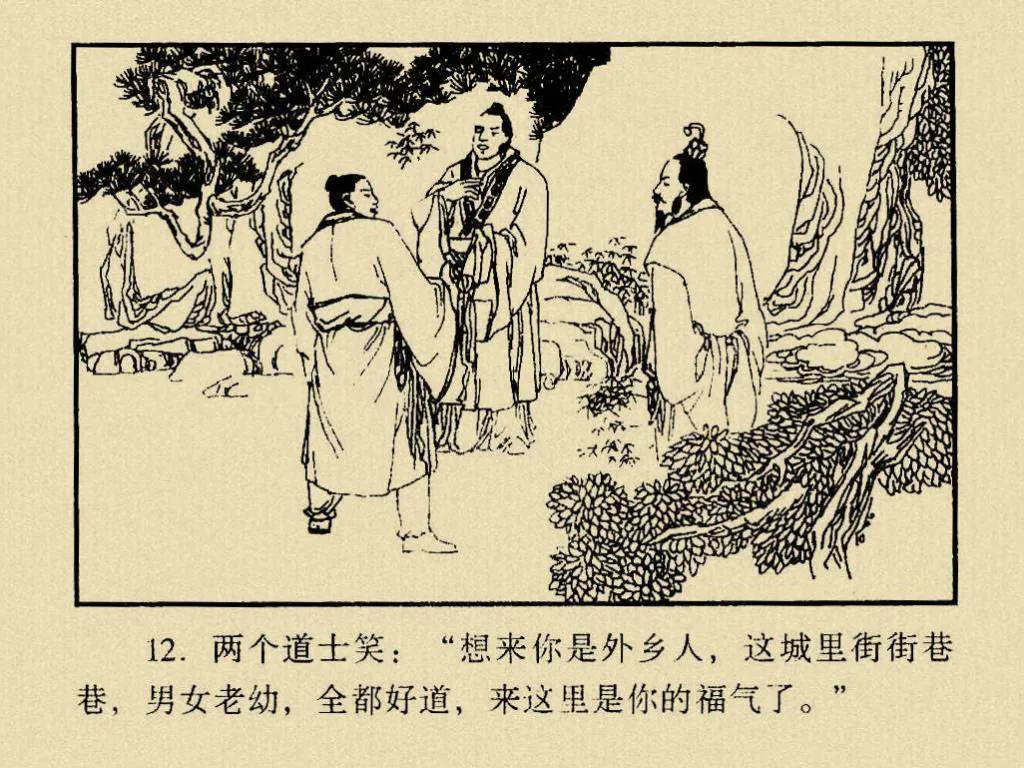 12. 两个道士笑：“想来你是外乡人，这城里街街巷
巷，男女老幼，全都好道，来这里是你的福气了。”